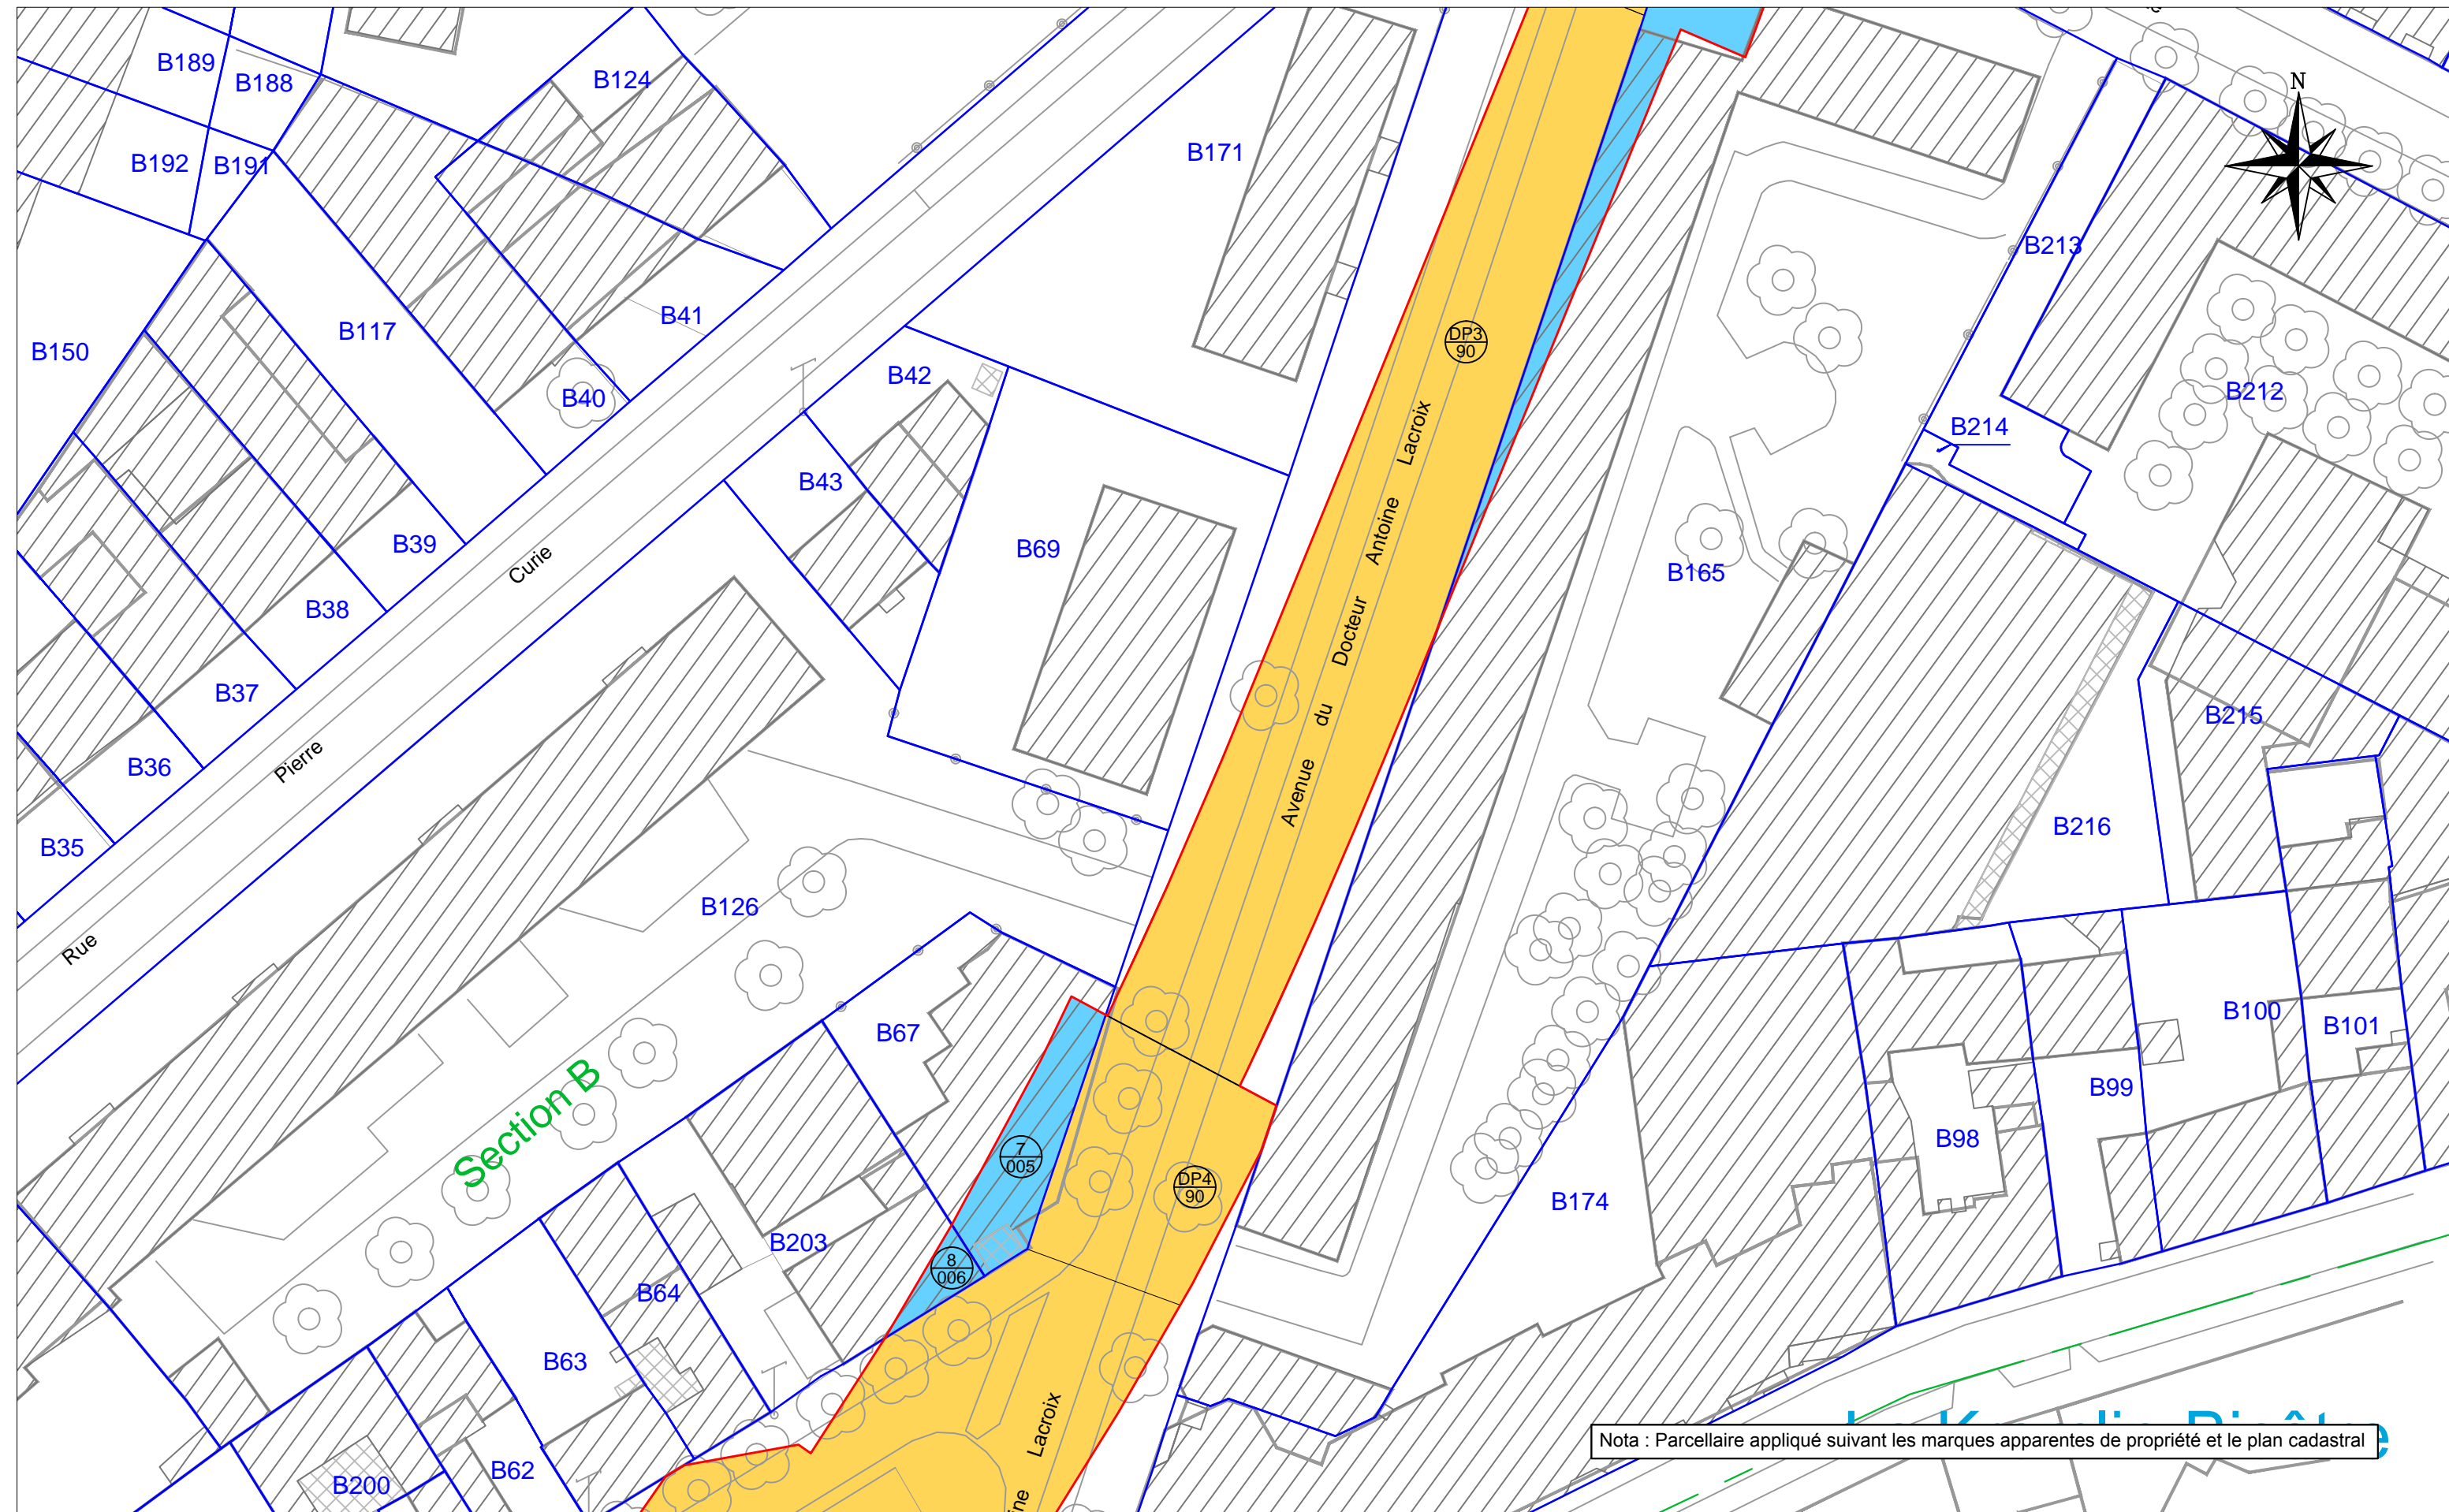 B189
B188
B124
N
B192
B191
B171
B213
DP3
90
B41
B117
B150
B42
B40
B212
B214
B43
B39
B69
B165
B38
Curie
Avenue du Docteur Antoine Lacroix
B37
Pierre
B36
B215
B35
B216
B126
Rue
B67
B100
B101
Section B
B99
B98
7
005
DP4
90
B174
B203
8
006
B64
B63
Lacroix
B62
B200
Nota : Parcellaire appliqué suivant les marques apparentes de propriété et le plan cadastral